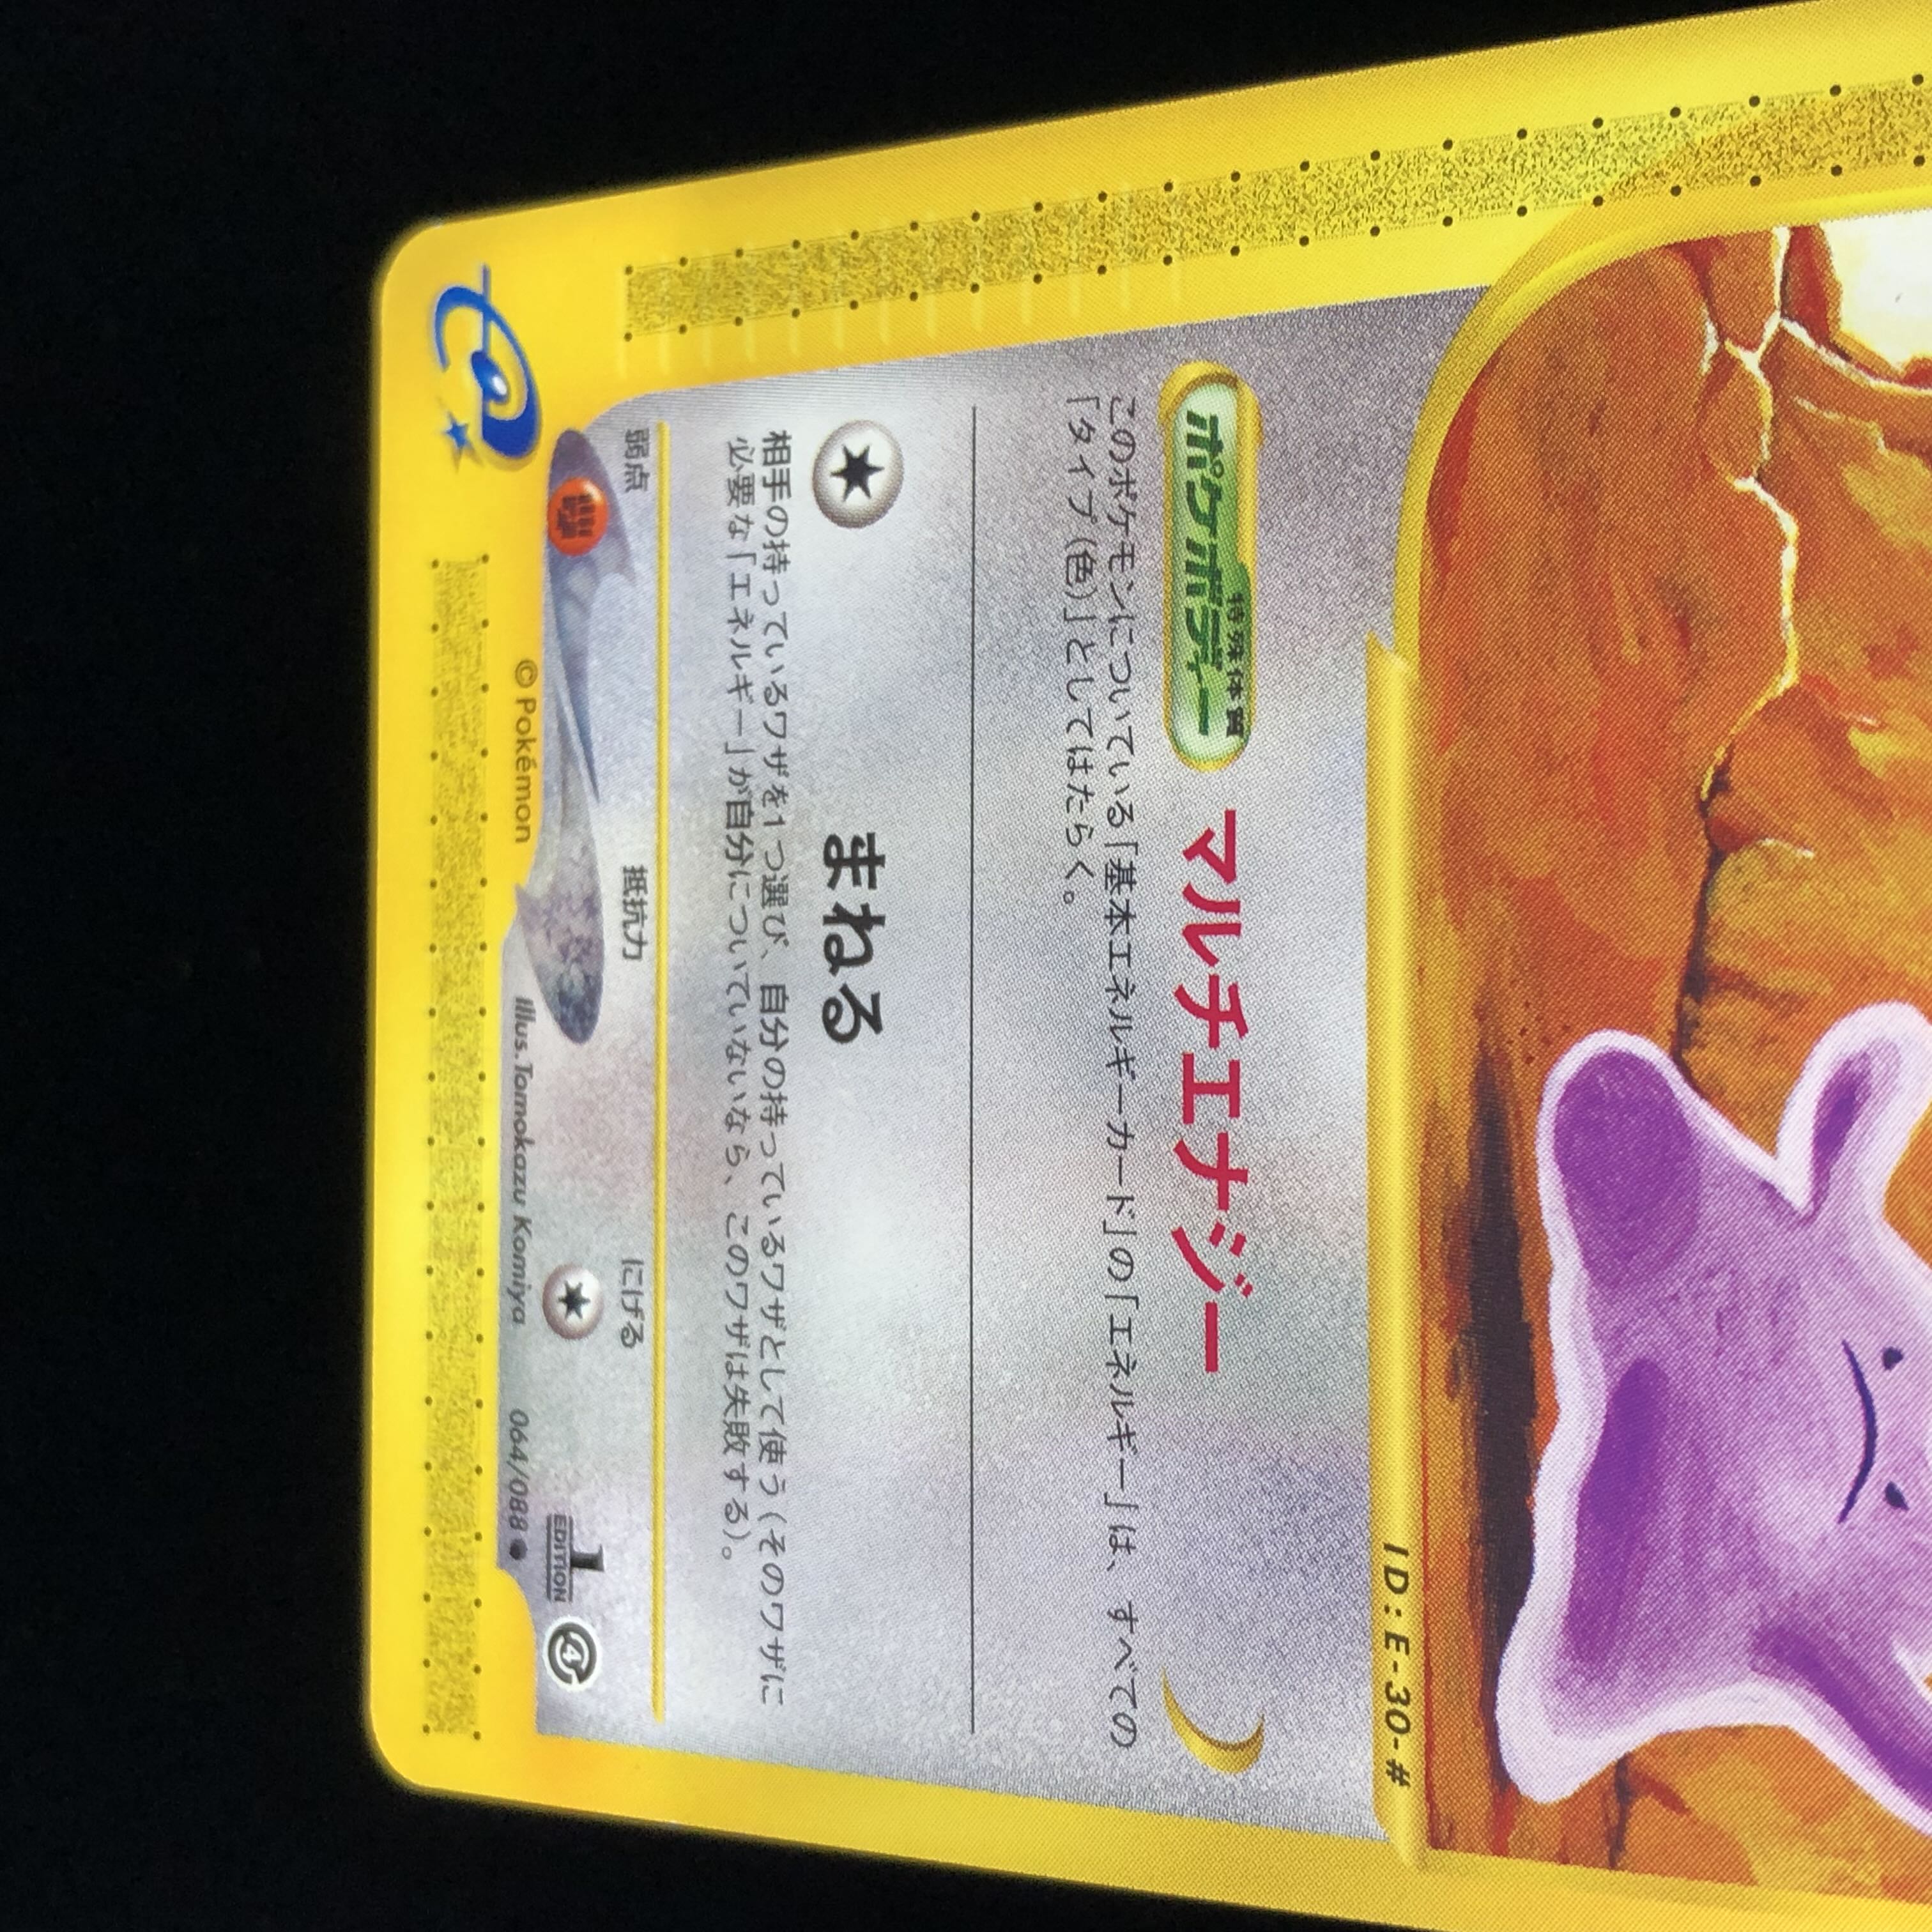 ID:E-30-#
ポケボディー
特殊体質
マルチエナジー
このポケモンについている「基本エネルギーカード」の「エネルギー」は、すべての
「タイプ(色)」としてはたらく。
まねる
相手の持っているワザを1つ選び、自分の持っているワザとして使う(そのワザに
必要な「エネルギー」が自分についていないなら、このワザは失敗する)。
弱点
抵抗力
にげる
1
EDITION
4
©Pokémon
Illus.Tomokazu Komiya
064/088 ●
e